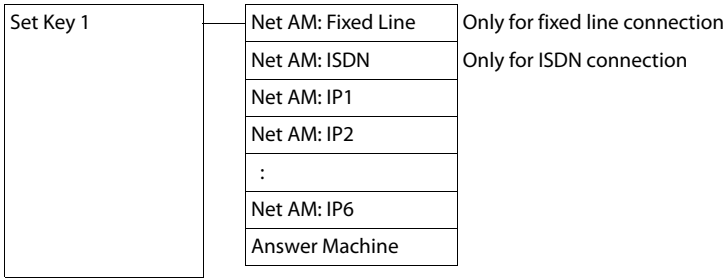 Set Key 1
Net AM: Fixed Line Only for fixed line connection
Net AM: ISDN Only for ISDN connection
Net AM: IP1
Net AM: IP2
:
Net AM: IP6
Answer Machine